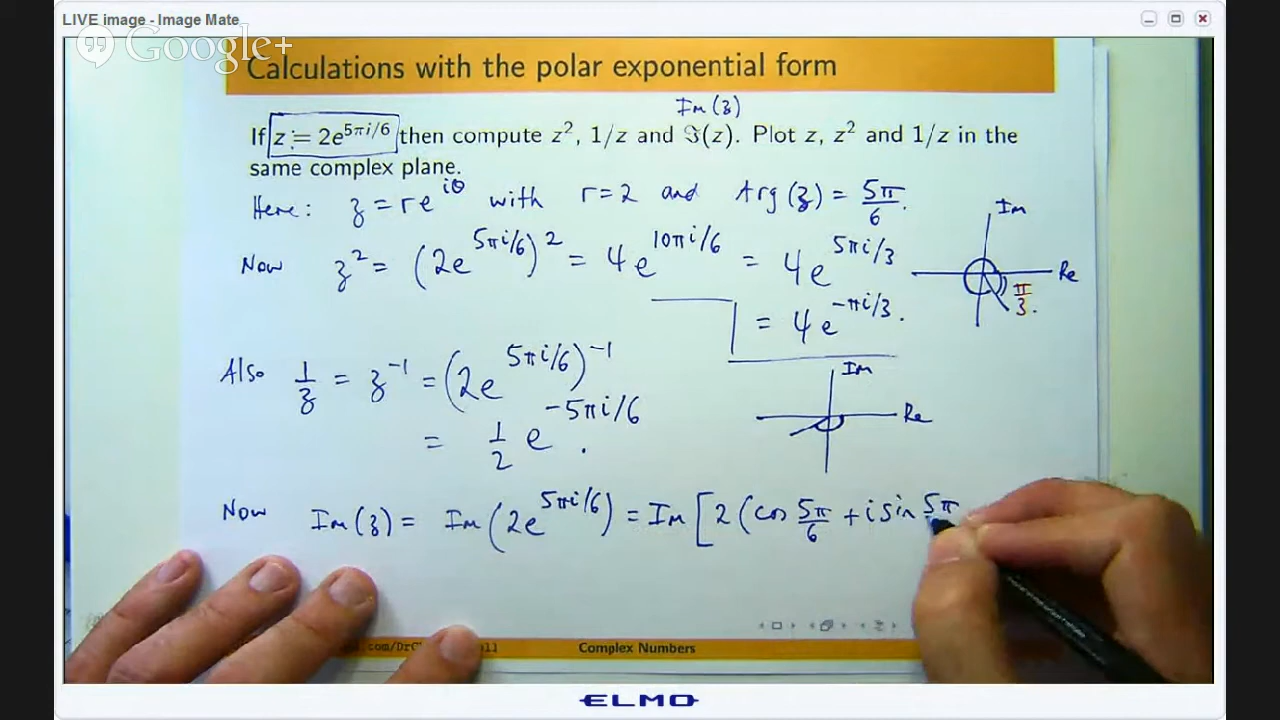 LIVE image - Image Mate
Google+
Calculations with the polar exponential form
Im(z)
If z := 2e^{5πi/6} then compute z², 1/z and ℑ(z). Plot z, z² and 1/z in the
same complex plane.
Here: z = re^{iθ} with r=2 and Arg(z) = 5π/6.
Im
Now z² = (2e^{5πi/6})² = 4e^{10πi/6} = 4e^{5πi/3}
Re
π/3.
= 4e^{-πi/3}.
Also 1/z = z^{-1} = (2e^{5πi/6})^{-1}
Im
Re
= 1/2 e^{-5πi/6}.
Now Im(z) = Im(2e^{5πi/6}) = Im[2(cos 5π/6 + i sin 5π
Complex Numbers
ELMO